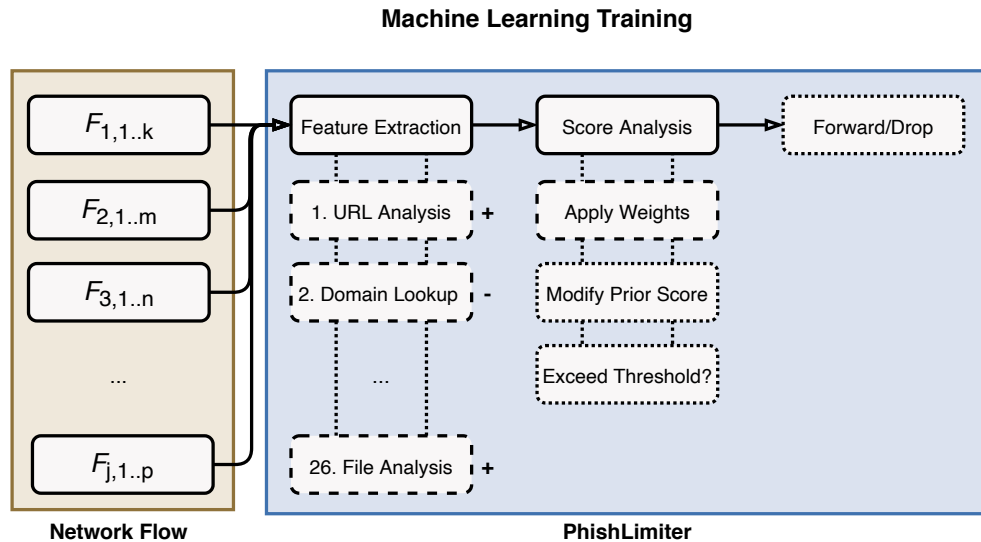 Machine Learning Training
F1,1..k
Feature Extraction
Score Analysis
Forward/Drop
F2,1..m
1. URL Analysis
+
Apply Weights
F3,1..n
2. Domain Lookup
-
Modify Prior Score
...
...
Exceed Threshold?
Fj,1..p
26. File Analysis
+
Network Flow
PhishLimiter